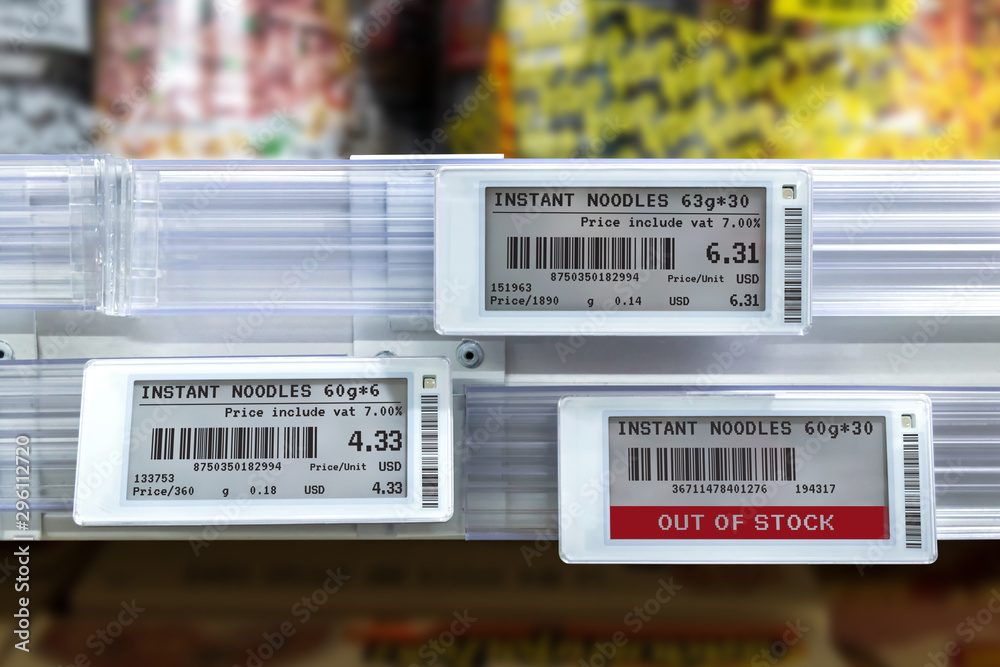 INSTANT NOODLES 63g*30
Price include vat 7.00%
6.31
8750350182994 Price/Unit USD
151963
Price/1890 g 0.14 USD 6.31
INSTANT NOODLES 60g*6
Price include vat 7.00%
4.33
8750350182994 Price/Unit USD
133753
Price/360 g 0.18 USD 4.33
INSTANT NOODLES 60g*30
36711478401276 194317
OUT OF STOCK
Adobe Stock | #296112720